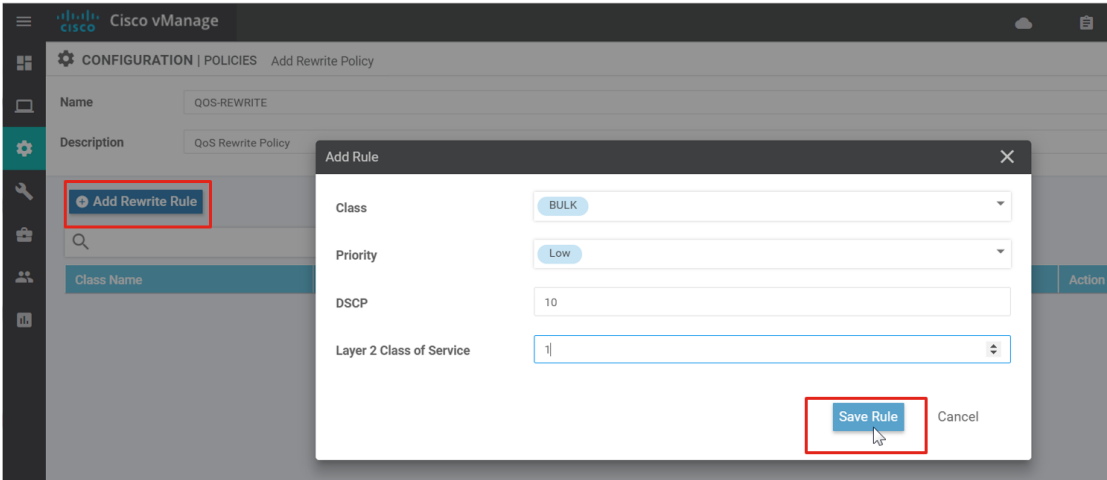 CISCO Cisco vManage
CONFIGURATION | POLICIES Add Rewrite Policy
Name QOS-REWRITE
Description QoS Rewrite Policy
Add Rule
Add Rewrite Rule
Class BULK
Priority Low
Class Name
Action
DSCP 10
Layer 2 Class of Service 1
Save Rule Cancel